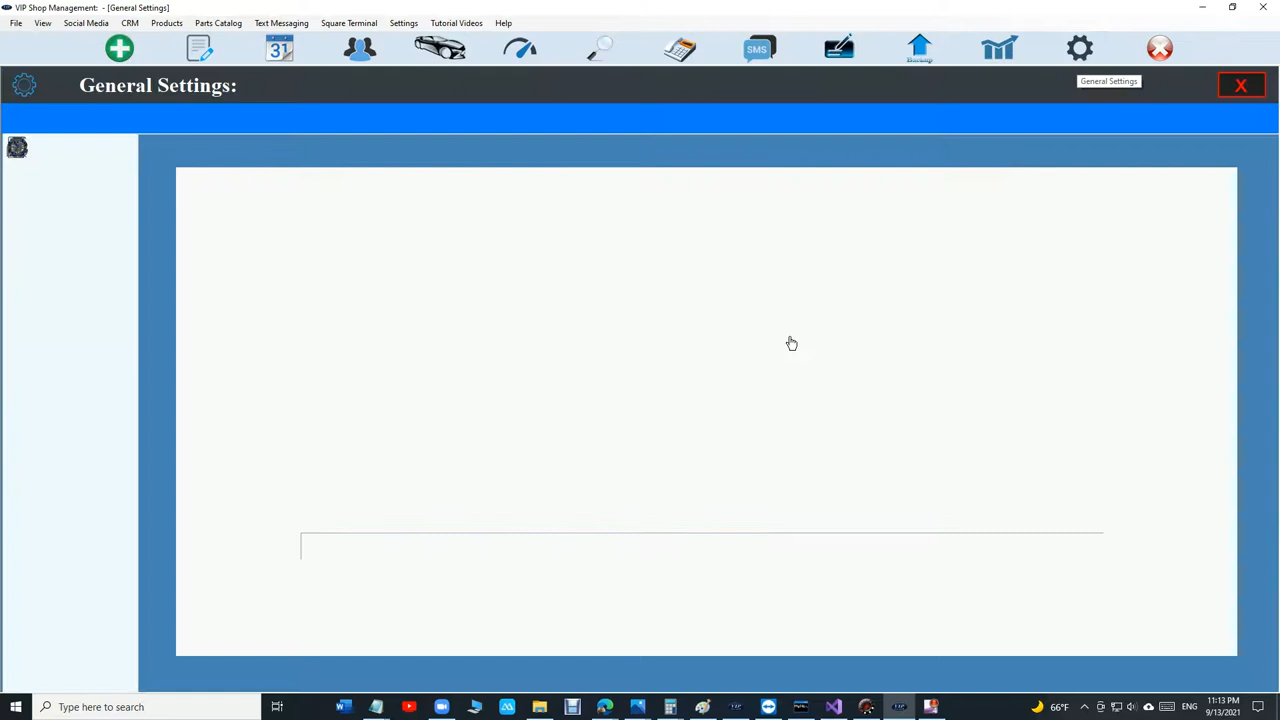 VIP Shop Management: - [General Settings]
File View Social Media CRM Products Parts Catalog Text Messaging Square Terminal Settings Tutorial Videos Help
31
SMS
Backup
General Settings:
General Settings
X
Type here to search
66°F
ENG
11:13 PM
9/13/2021